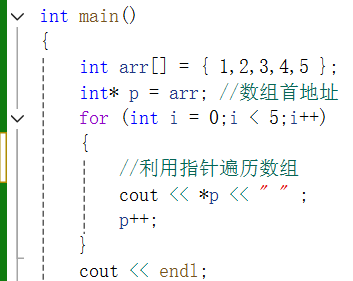 int main()
{
int arr[] = { 1,2,3,4,5 };
int* p = arr; //数组首地址
for (int i = 0;i < 5;i++)
{
//利用指针遍历数组
cout << *p << " " ;
p++;
}
cout << endl;